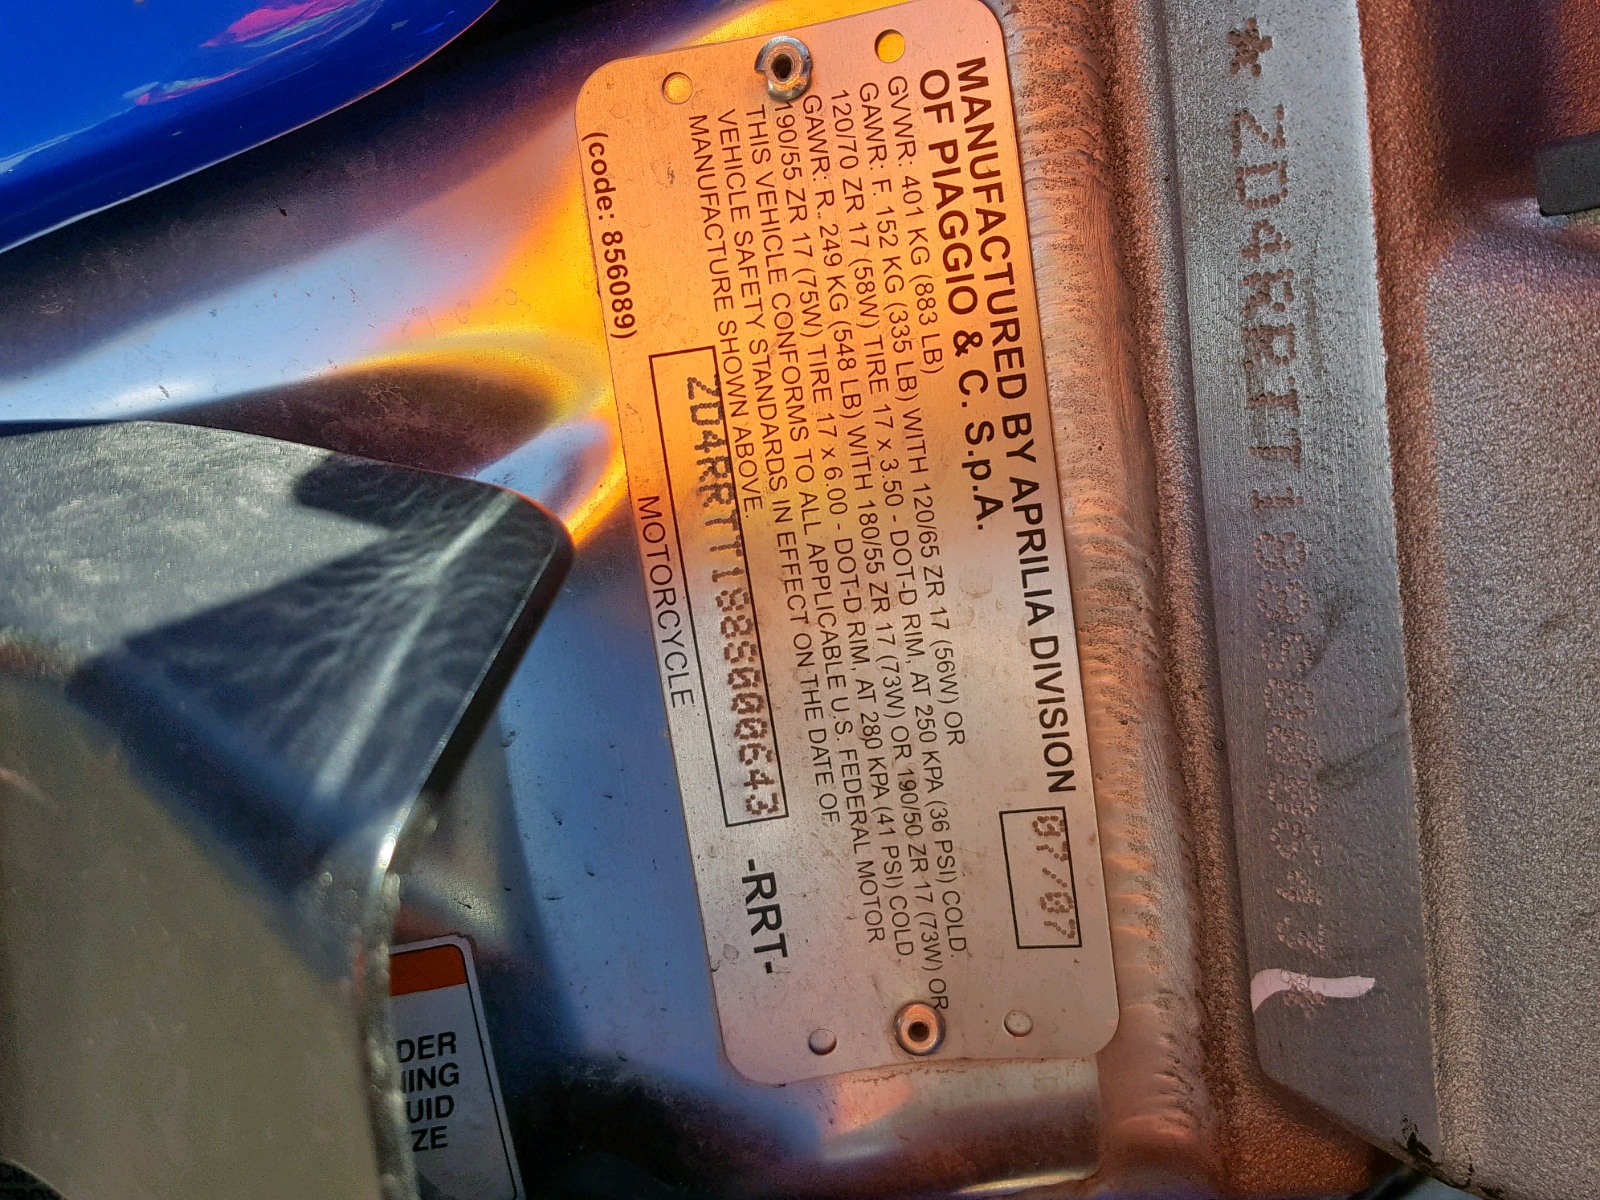 *ZD4RRTT188S000643*
MANUFACTURED BY APRILIA DIVISION 07/07
OF PIAGGIO & C. S.p.A.
GVWR: 401 KG (883 LB)
GAWR: F. 152 KG (335 LB) WITH 120/65 ZR 17 (56W) OR
120/70 ZR 17 (58W) TIRE 17 x 3.50 - DOT-D RIM. AT 250 KPA (36 PSI) COLD.
GAWR: R. 249 KG (548 LB) WITH 180/55 ZR 17 (73W) OR 190/50 ZR 17 (73W) OR
190/55 ZR 17 (75W) TIRE 17 x 6.00 - DOT-D RIM. AT 280 KPA (41 PSI) COLD
THIS VEHICLE CONFORMS TO ALL APPLICABLE U.S. FEDERAL MOTOR
VEHICLE SAFETY STANDARDS IN EFFECT ON THE DATE OF
MANUFACTURE SHOWN ABOVE.
ZD4RRTT188S000643 -RRT-
MOTORCYCLE
(code: 856089)
DER
ING
UID
ZE